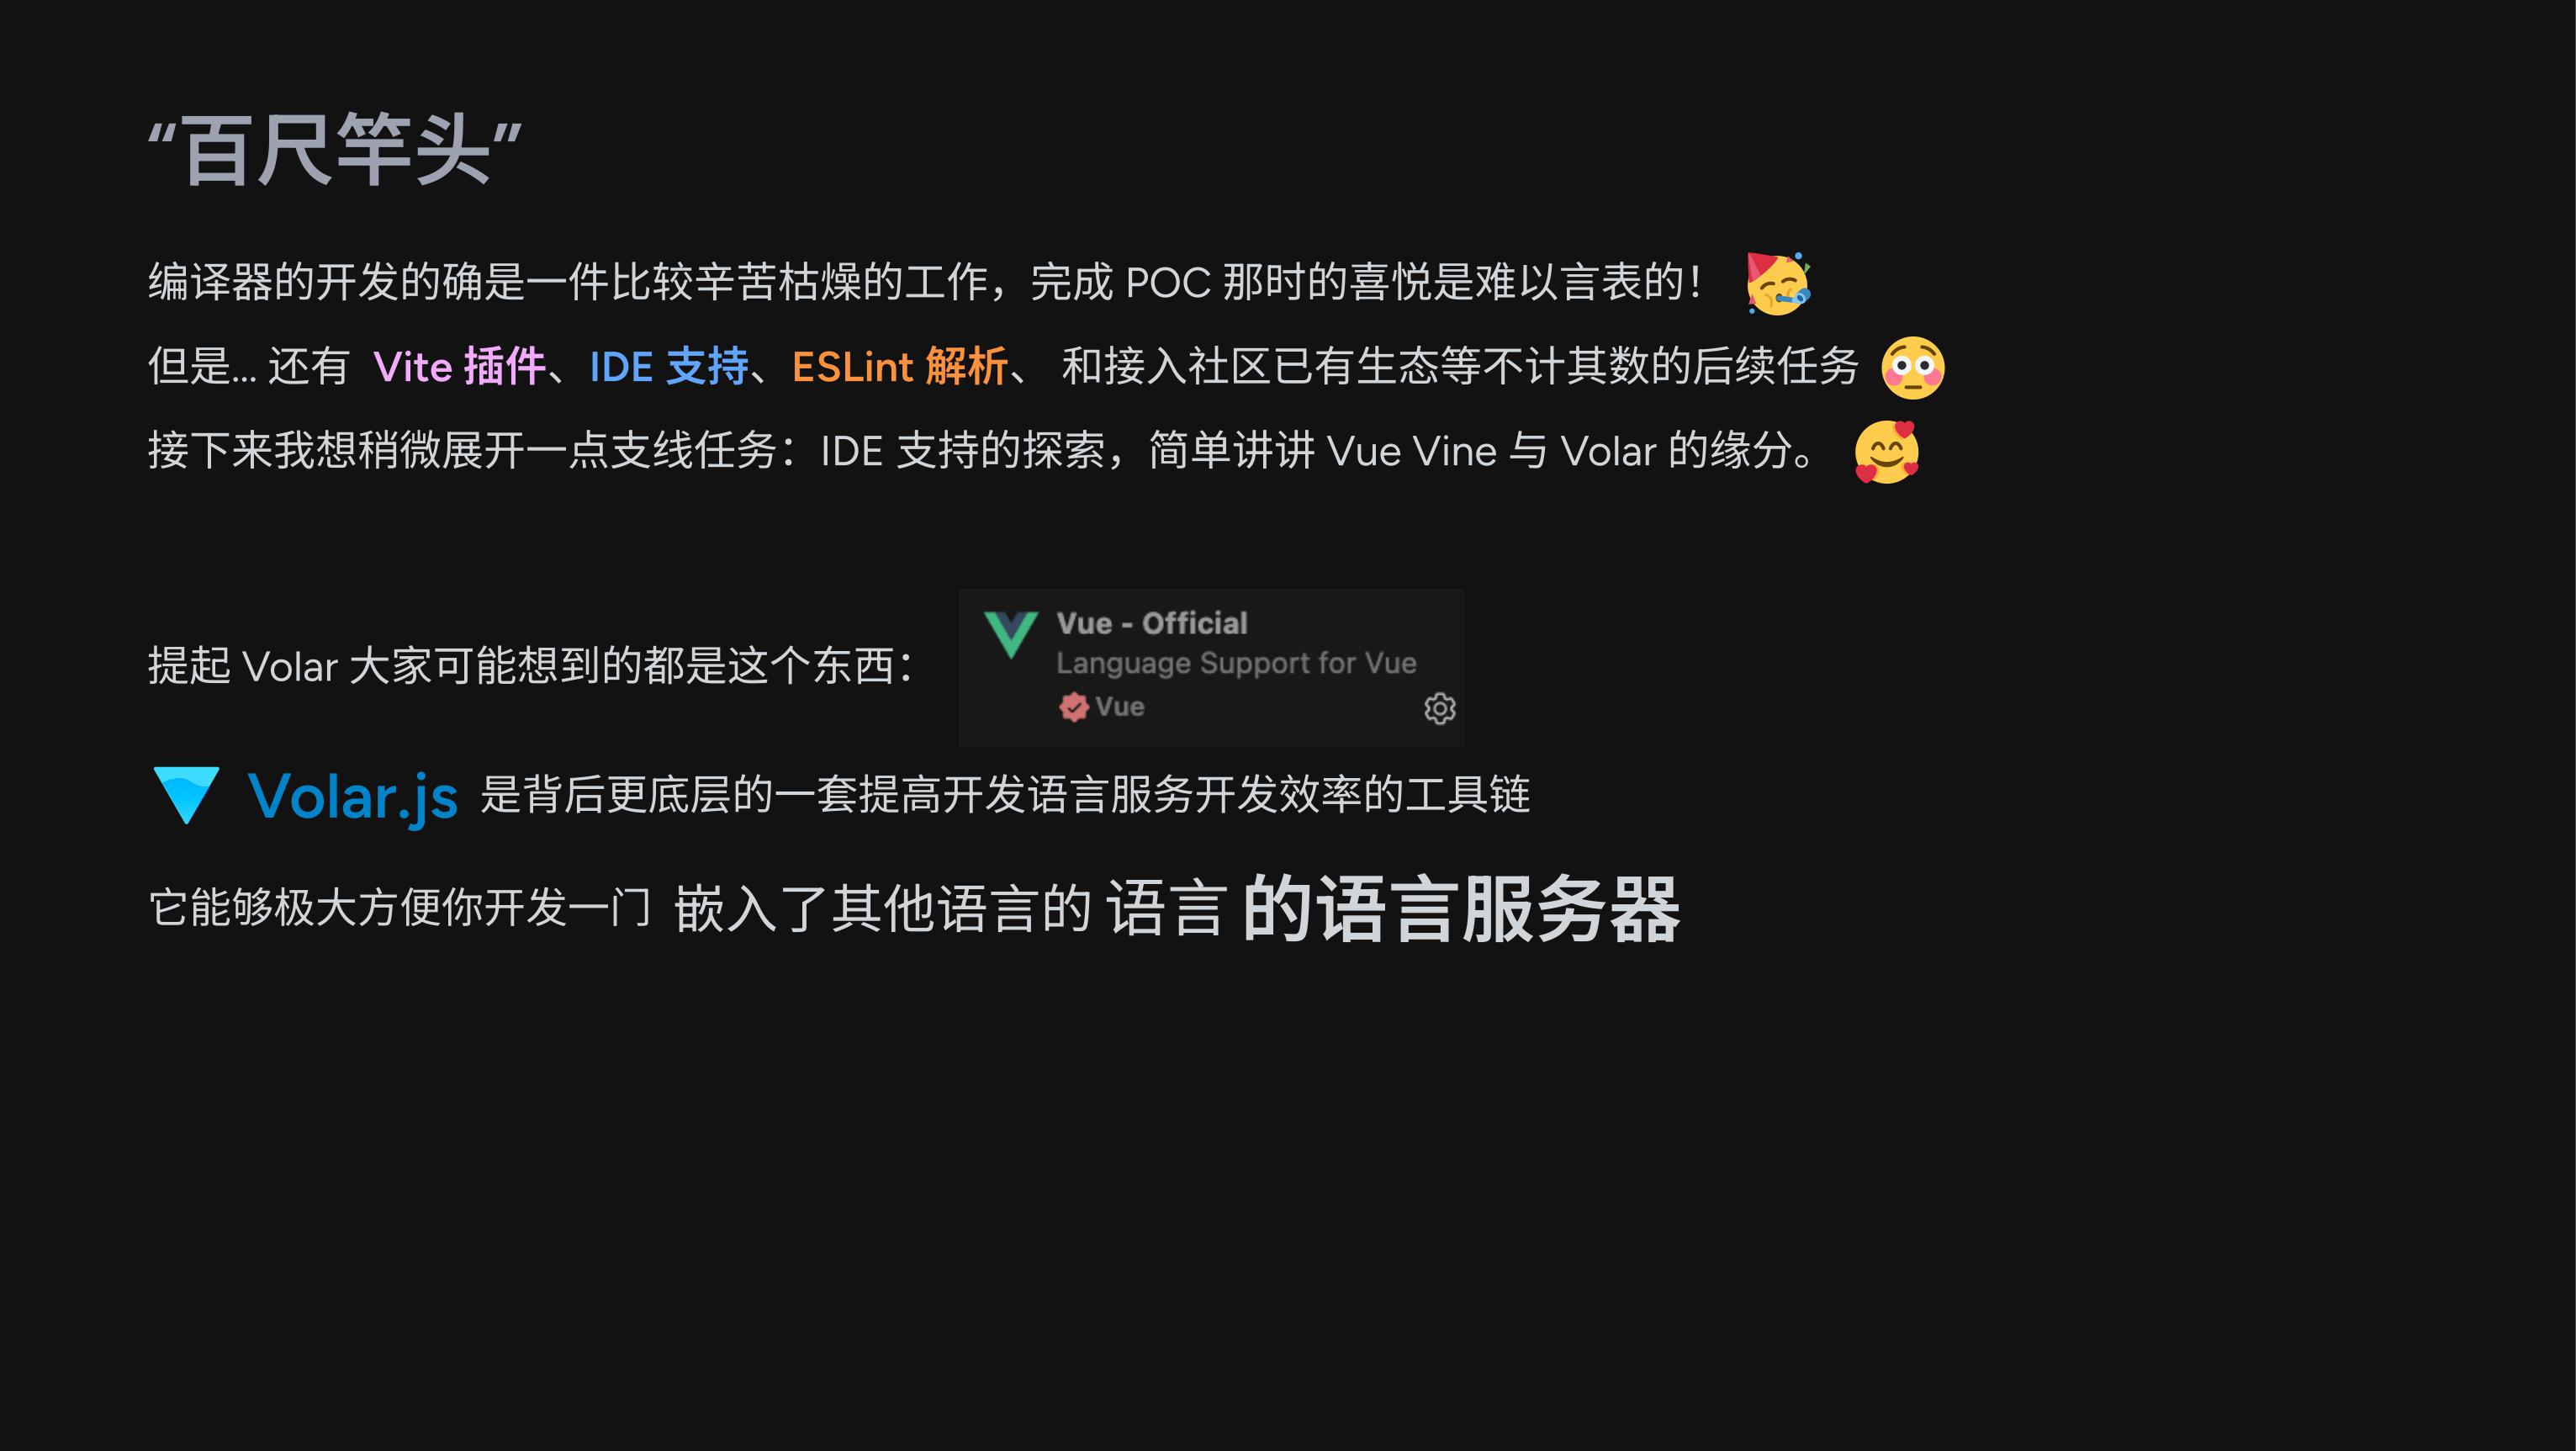 “百尺竿头”
编译器的开发的确是一件比较辛苦枯燥的工作，完成 POC 那时的喜悦是难以言表的！ 🥳
但是... 还有 Vite 插件、IDE 支持、ESLint 解析、 和接入社区已有生态等不计其数的后续任务 😳
接下来我想稍微展开一点支线任务：IDE 支持的探索，简单讲讲 Vue Vine 与 Volar 的缘分。 🥰
提起 Volar 大家可能想到的都是这个东西：
Vue - Official
Language Support for Vue
Vue
Volar.js 是背后更底层的一套提高开发语言服务开发效率的工具链
它能够极大方便你开发一门 嵌入了其他语言的 语言 的语言服务器